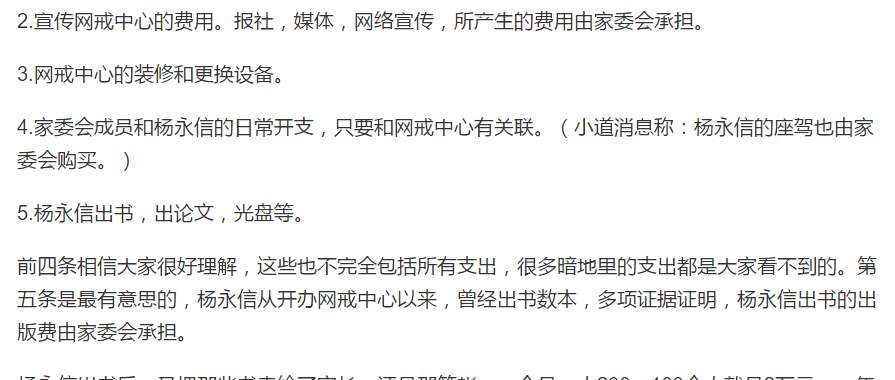 2.宣传网戒中心的费用。报社，媒体，网络宣传，所产生的费用由家委会承担。
3.网戒中心的装修和更换设备。
4.家委会成员和杨永信的日常开支，只要和网戒中心有关联。（小道消息称：杨永信的座驾也由家
委会购买。）
5.杨永信出书，出论文，光盘等。
前四条相信大家很好理解，这些也不完全包括所有支出，很多暗地里的支出都是大家看不到的。第
五条是最有意思的，杨永信从开办网戒中心以来，曾经出书数本，多项证据证明，杨永信出书的出
版费由家委会承担。